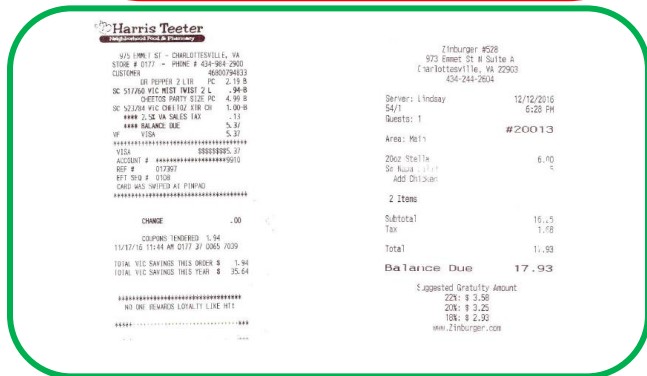 Harris Teeter
Neighborhood Food & Pharmacy
975 EMMET ST - CHARLOTTESVILLE, VA
STORE # 0177 - PHONE # 434-984-2900
CUSTOMER 46800794833
DR PEPPER 2 LTR PC 2.19 B
SC 517760 VIC MIST TWIST 2 L .94-B
CHEETOS PARTY SIZE PC 4.99 B
SC 523784 VIC CHEETOZ XTR CH 1.00-B
**** 2.5% VA SALES TAX .13
**** BALANCE DUE 5.37
VF VISA 5.37
VISA $$$$$$$$5.37
ACCOUNT # ********************9910
REF # 017397
EFT SEQ # 0108
CARD WAS SWIPED AT PINPAD
CHANGE .00
COUPONS TENDERED 1.94
11/17/16 11:44 AM 0177 37 0065 7039
TOTAL VIC SAVINGS THIS ORDER $ 1.94
TOTAL VIC SAVINGS THIS YEAR $ 35.64
NO ONE REWARDS LOYALTY LIKE HT!
Zinburger #528
973 Emmet St N Suite A
Charlottesville, VA 22903
434-244-2604
Server: Lindsay 12/12/2016
54/1 6:28 PM
Guests: 1
#20013
Area: Main
20oz Stella 6.00
Add Chicken
2 Items
Subtotal
Tax
Total 17.93
Balance Due 17.93
Suggested Gratuity Amount
22%: $ 3.58
20%: $ 3.25
18%: $ 2.93
www.Zinburger.com